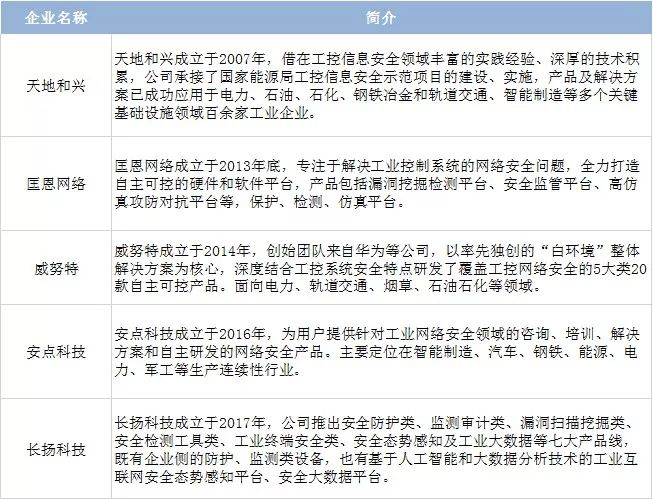 企业名称 简介
天地和兴
天地和兴成立于2007年，借在工控信息安全领域丰富的实践经验、深厚的技术积
累，公司承接了国家能源局工控信息安全示范项目的建设、实施，产品及解决方
案已成功应用于电力、石油、石化、钢铁冶金和轨道交通、智能制造等多个关键
基础设施领域百余家工业企业。
匡恩网络
匡恩网络成立于2013年底，专注于解决工业控制系统的网络安全问题，全力打造
自主可控的硬件和软件平台，产品包括漏洞挖掘检测平台、安全监管平台、高仿
真攻防对抗平台等，保护、检测、仿真平台。
威努特
威努特成立于2014年，创始团队来自华为等公司，以率先独创的“白环境”整体
解决方案为核心，深度结合工控系统安全特点研发了覆盖工控网络安全的5大类20
款自主可控产品。面向电力、轨道交通、烟草、石油石化等领域。
安点科技
安点科技成立于2016年，为用户提供针对工业网络安全领域的咨询、培训、解决
方案和自主研发的网络安全产品。主要定位在智能制造、汽车、钢铁、能源、电
力、军工等生产连续性行业。
长扬科技
长扬科技成立于2017年，公司推出安全防护类、监测审计类、漏洞扫描挖掘类、
安全检测工具类、工业终端安全类、安全态势感知及工业大数据等七大产品线，
既有企业侧的防护、监测类设备，也有基于人工智能和大数据分析技术的工业互
联网安全态势感知平台、安全大数据平台。